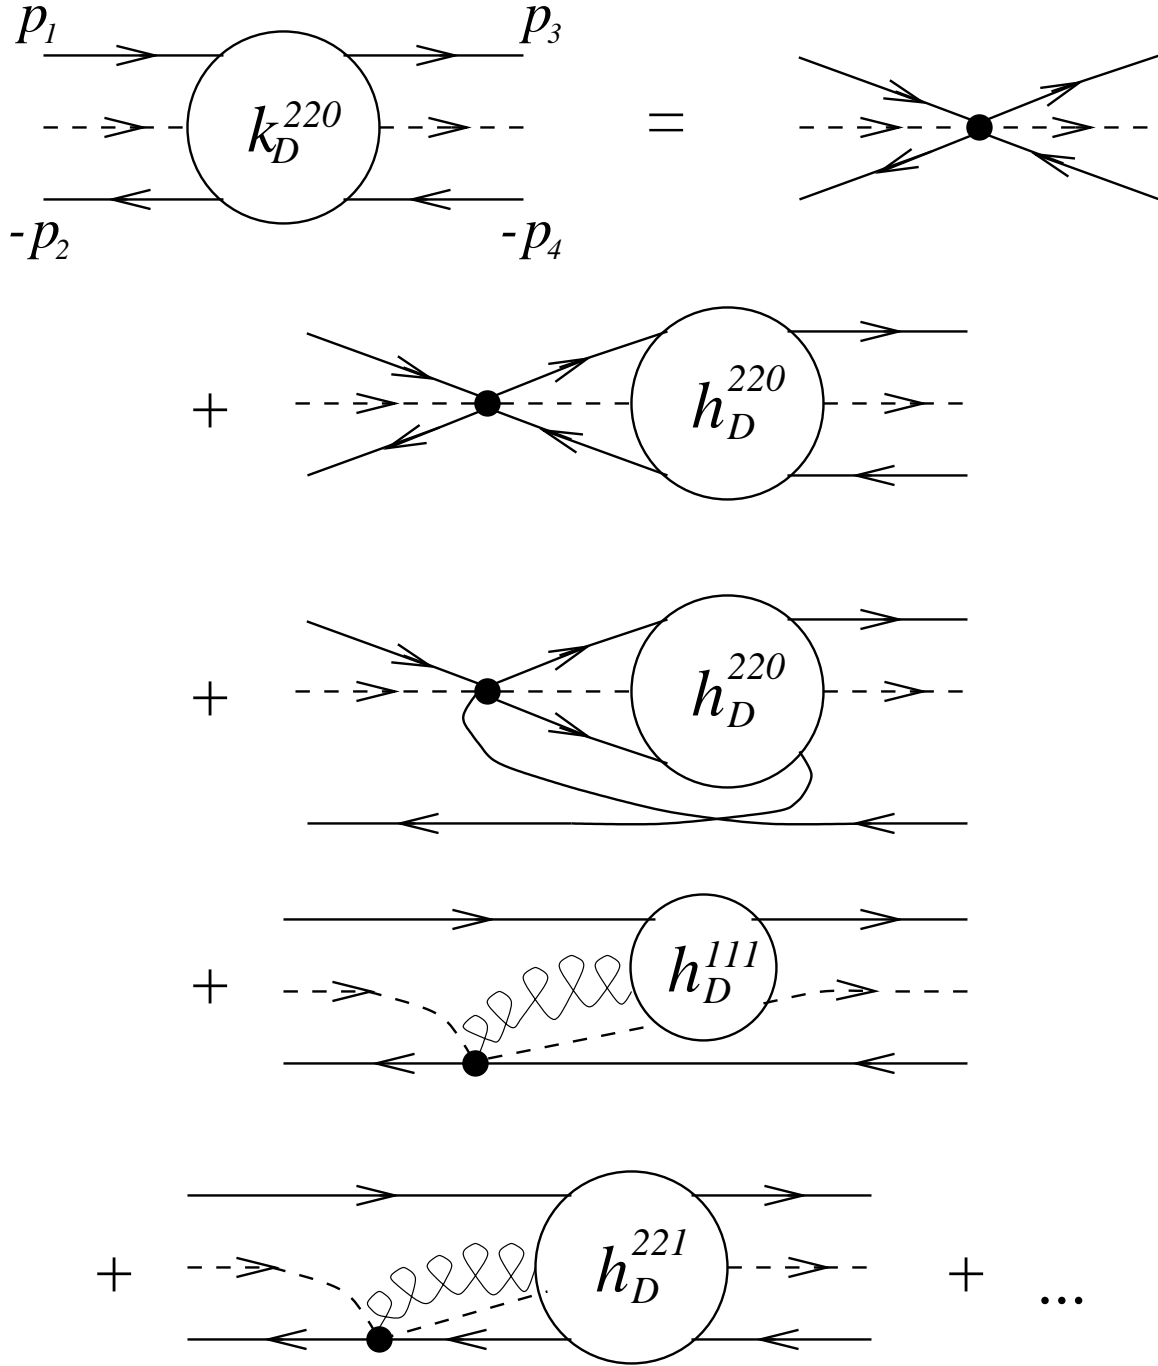 p₁ p₃
k_D^220 =
-p₂ -p₄
+ h_D^220
+ h_D^220
+ h_D^111
+ h_D^221 + ...